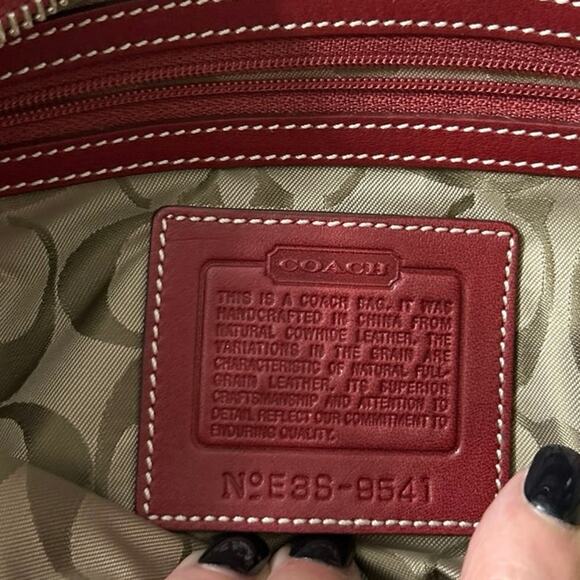 COACH
THIS IS A COACH BAG. IT WAS
HANDCRAFTED IN CHINA FROM
NATURAL COWHIDE LEATHER. THE
VARIATIONS IN THE GRAIN ARE
CHARACTERISTIC OF NATURAL FULL-
GRAIN LEATHER. ITS SUPERIOR
CRAFTSMANSHIP AND ATTENTION TO
DETAIL REFLECT OUR COMMITMENT TO
ENDURING QUALITY.
Nº E3S-9541